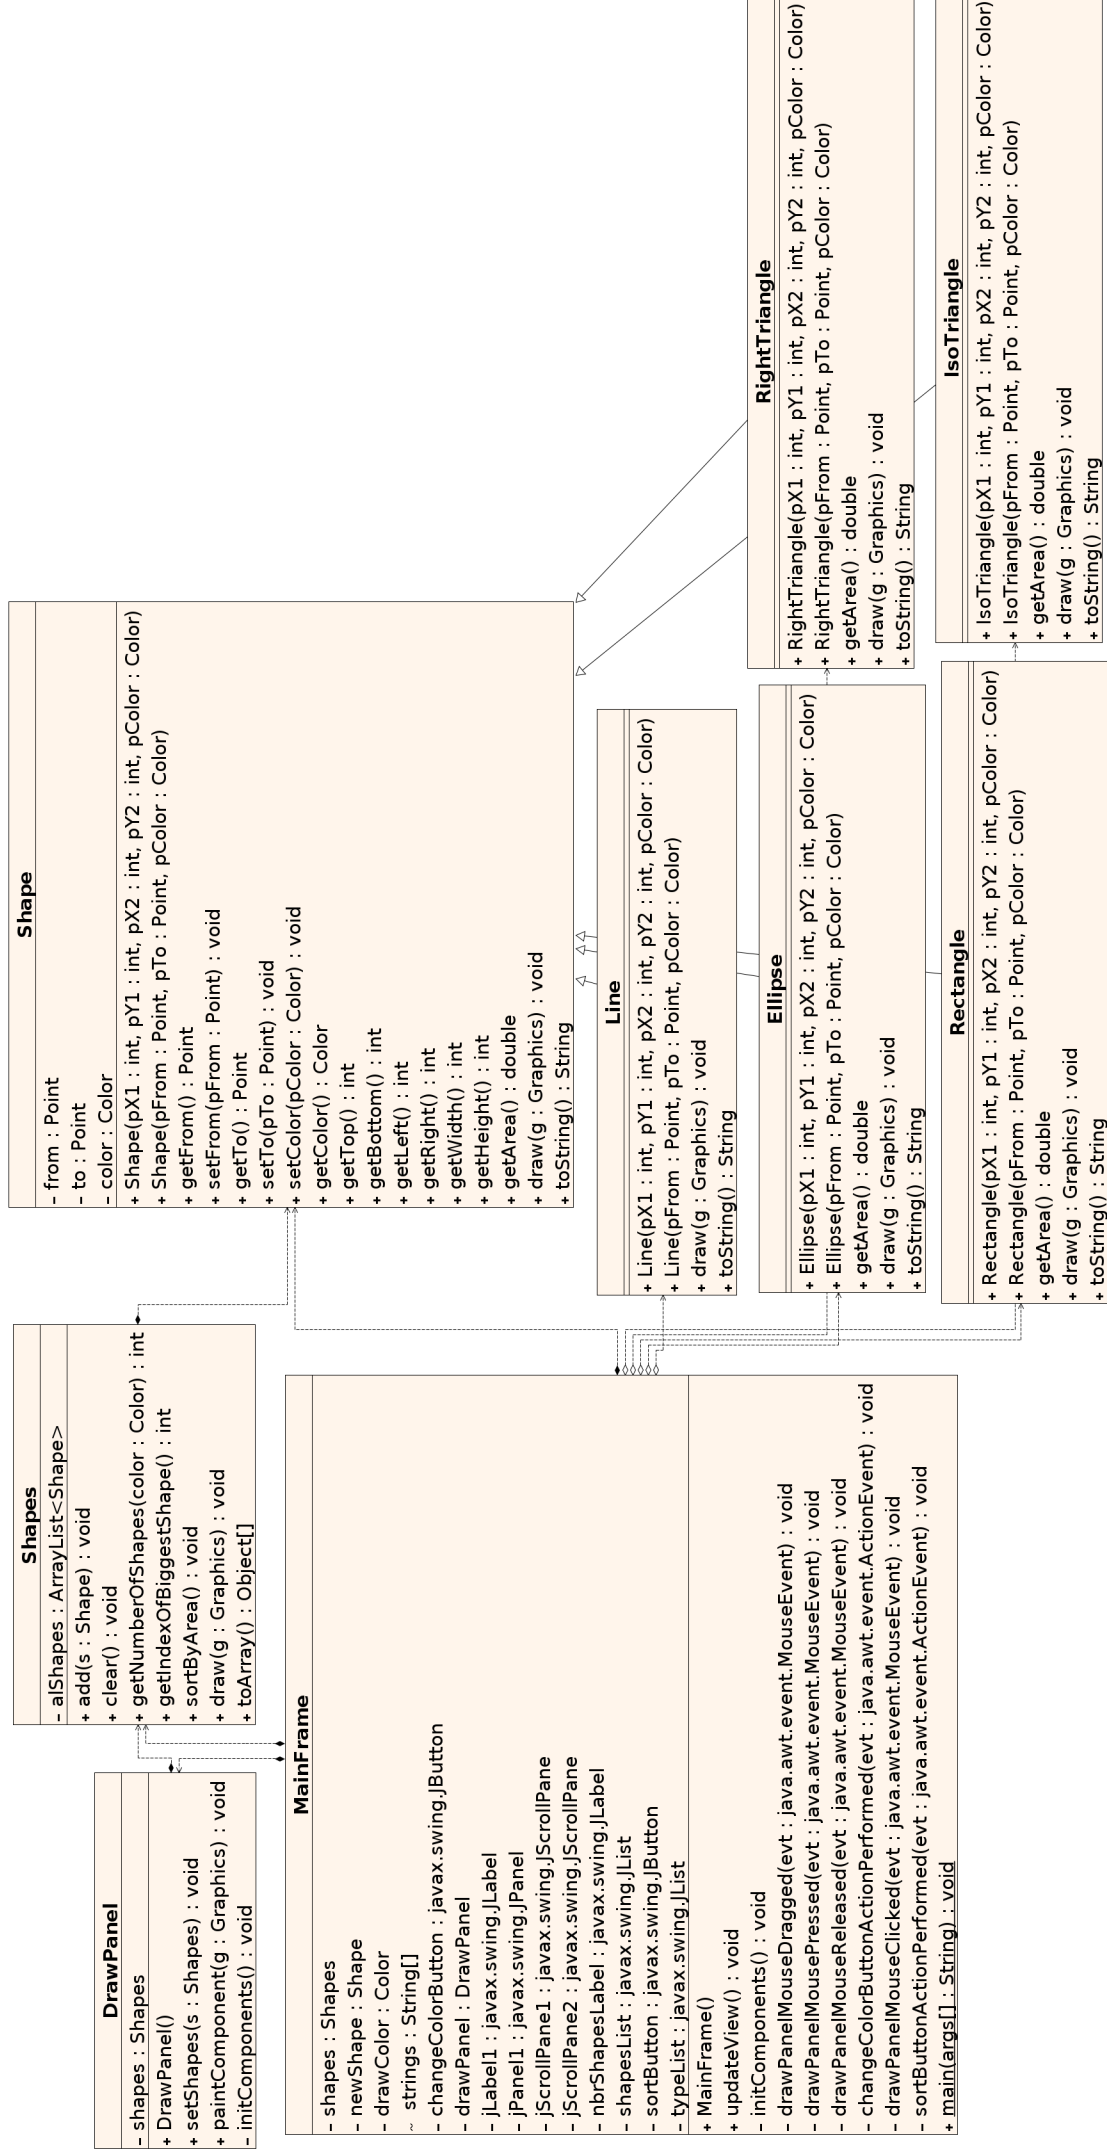 DrawPanel
– shapes : Shapes
+ DrawPanel()
+ setShapes(s : Shapes) : void
+ paintComponent(g : Graphics) : void
– initComponents() : void
Shapes
– alShapes : ArrayList<Shape>
+ add(s : Shape) : void
+ clear() : void
+ getNumberOfShapes(color : Color) : int
+ getIndexOfBiggestShape() : int
+ sortByArea() : void
+ draw(g : Graphics) : void
+ toArray() : Object[]
Shape
– from : Point
– to : Point
– color : Color
+ Shape(pX1 : int, pY1 : int, pX2 : int, pY2 : int, pColor : Color)
+ Shape(pFrom : Point, pTo : Point, pColor : Color)
+ getFrom() : Point
+ setFrom(pFrom : Point) : void
+ getTo() : Point
+ setTo(pTo : Point) : void
+ setColor(pColor : Color) : void
+ getColor() : Color
+ getTop() : int
+ getBottom() : int
+ getLeft() : int
+ getRight() : int
+ getWidth() : int
+ getHeight() : int
+ getArea() : double
+ draw(g : Graphics) : void
+ toString() : String
MainFrame
– shapes : Shapes
– newShape : Shape
– drawColor : Color
~ strings : String[]
– changeColorButton : javax.swing.JButton
– drawPanel : DrawPanel
– jLabel1 : javax.swing.JLabel
– jPanel1 : javax.swing.JPanel
– jScrollPane1 : javax.swing.JScrollPane
– jScrollPane2 : javax.swing.JScrollPane
– nbrShapesLabel : javax.swing.JLabel
– shapesList : javax.swing.JList
– sortButton : javax.swing.JButton
– typeList : javax.swing.JList
+ MainFrame()
+ updateView() : void
– initComponents() : void
– drawPanelMouseDragged(evt : java.awt.event.MouseEvent) : void
– drawPanelMousePressed(evt : java.awt.event.MouseEvent) : void
– drawPanelMouseReleased(evt : java.awt.event.MouseEvent) : void
– changeColorButtonActionPerformed(evt : java.awt.event.ActionEvent) : void
– drawPanelMouseClicked(evt : java.awt.event.MouseEvent) : void
– sortButtonActionPerformed(evt : java.awt.event.ActionEvent) : void
+ main(args[] : String) : void
Line
+ Line(pX1 : int, pY1 : int, pX2 : int, pY2 : int, pColor : Color)
+ Line(pFrom : Point, pTo : Point, pColor : Color)
+ draw(g : Graphics) : void
+ toString() : String
Ellipse
+ Ellipse(pX1 : int, pY1 : int, pX2 : int, pY2 : int, pColor : Color)
+ Ellipse(pFrom : Point, pTo : Point, pColor : Color)
+ getArea() : double
+ draw(g : Graphics) : void
+ toString() : String
Rectangle
+ Rectangle(pX1 : int, pY1 : int, pX2 : int, pY2 : int, pColor : Color)
+ Rectangle(pFrom : Point, pTo : Point, pColor : Color)
+ getArea() : double
+ draw(g : Graphics) : void
+ toString() : String
RightTriangle
+ RightTriangle(pX1 : int, pY1 : int, pX2 : int, pY2 : int, pColor : Color)
+ RightTriangle(pFrom : Point, pTo : Point, pColor : Color)
+ getArea() : double
+ draw(g : Graphics) : void
+ toString() : String
IsoTriangle
+ IsoTriangle(pX1 : int, pY1 : int, pX2 : int, pY2 : int, pColor : Color)
+ IsoTriangle(pFrom : Point, pTo : Point, pColor : Color)
+ getArea() : double
+ draw(g : Graphics) : void
+ toString() : String